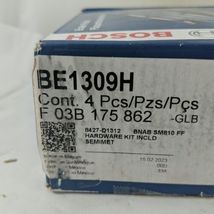 BOSCH
BE1309H
Cont. 4 Pcs/Pzs/Pçs
F 03B 175 862 -GLB
8427-D1312 BNAB SM810 FF
HARDWARE KIT INCLD
SEMIMET
15.02.2023